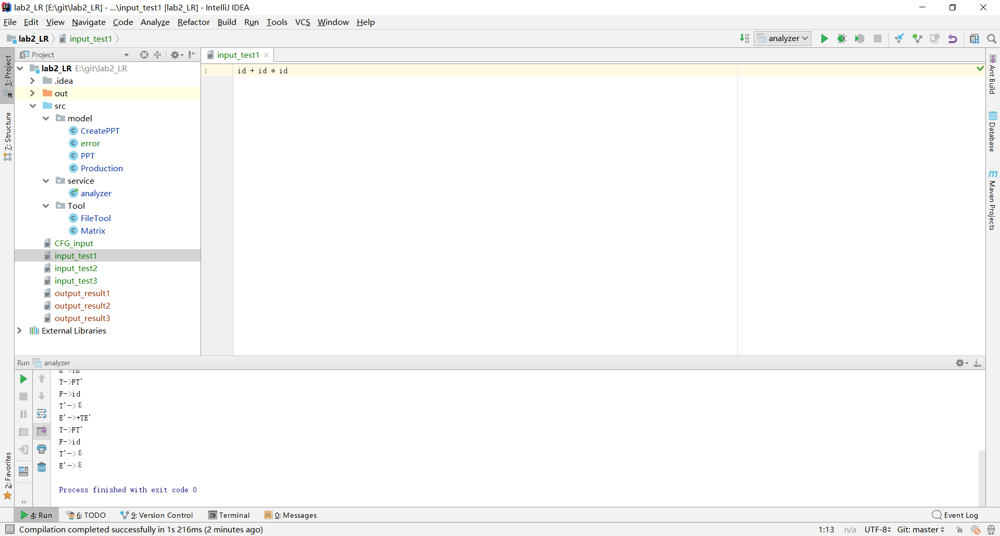 lab2_LR [E:\git\lab2_LR] - ...\input_test1 [lab2_LR] - IntelliJ IDEA
File Edit View Navigate Code Analyze Refactor Build Run Tools VCS Window Help
lab2_LR input_test1 analyzer
Project input_test1
1: Project
7: Structure
2: Favorites
lab2_LR E:\git\lab2_LR
.idea
out
src
model
CreatePPT
error
PPT
Production
service
analyzer
Tool
FileTool
Matrix
CFG_input
input_test1
input_test2
input_test3
output_result1
output_result2
output_result3
External Libraries
1 id + id * id
Ant Build
Database
Maven Projects
Run analyzer
T->FT'
F->id
T'->ε
E'->+TE'
T->FT'
F->id
T'->ε
E'->ε
Process finished with exit code 0
4: Run 6: TODO 9: Version Control Terminal 0: Messages Event Log
Compilation completed successfully in 1s 216ms (2 minutes ago) 1:13 n/a UTF-8 Git: master